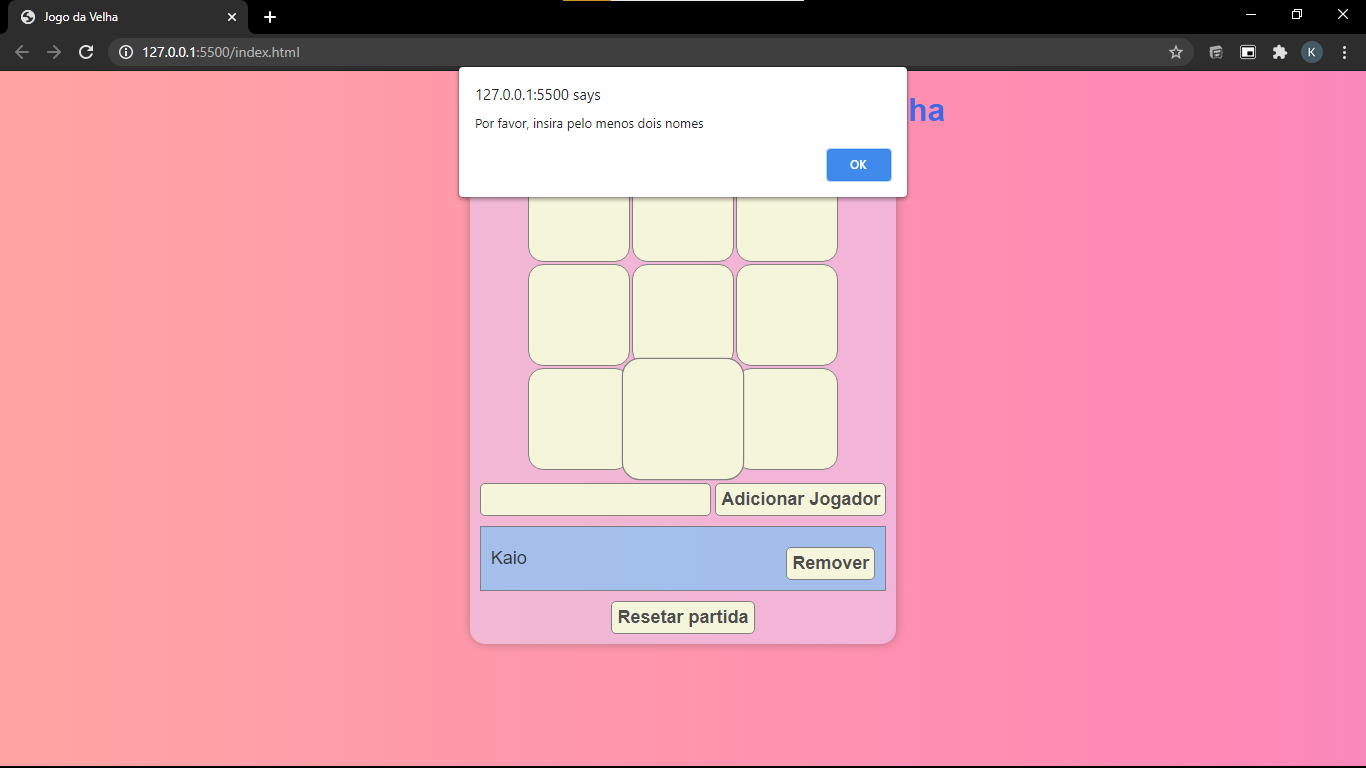 Jogo da Velha
127.0.0.1:5500/index.html
K
127.0.0.1:5500 says
Por favor, insira pelo menos dois nomes
OK
ha
Adicionar Jogador
Kaio
Remover
Resetar partida